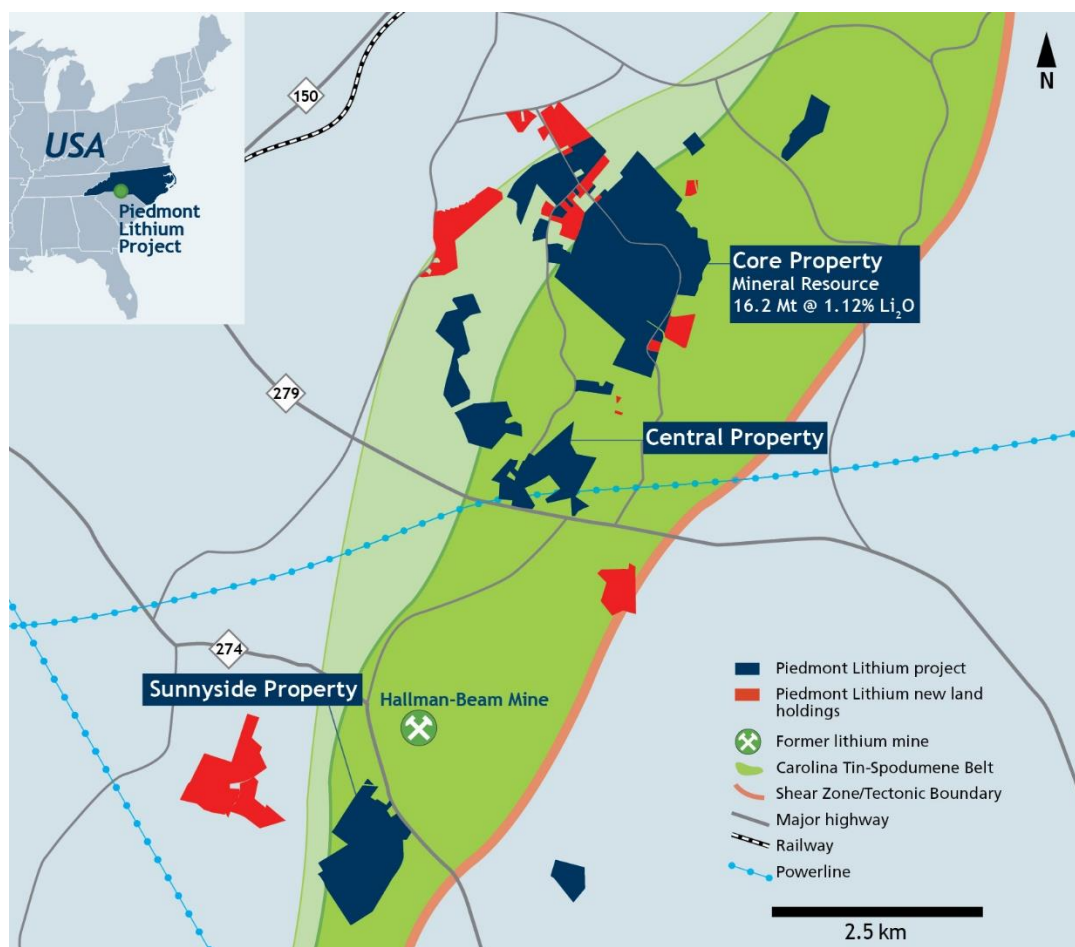 USA
Piedmont
Lithium
Project
150
N
Core Property
Mineral Resource
16.2 Mt @ 1.12% Li₂O
279
Central Property
274
Sunnyside Property
Hallman-Beam Mine
Piedmont Lithium project
Piedmont Lithium new land
holdings
Former lithium mine
Carolina Tin-Spodumene Belt
Shear Zone/Tectonic Boundary
Major highway
Railway
Powerline
2.5 km